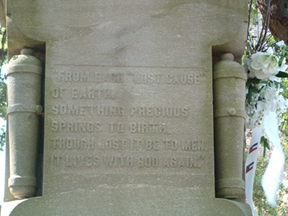 "FROM EACH "LOST CAUSE"
OF EARTH.
SOMETHING PRECIOUS
SPRINGS TO BIRTH.
THOUGH LOST IT BE TO MEN.
IT LIVES WITH GOD AGAIN."